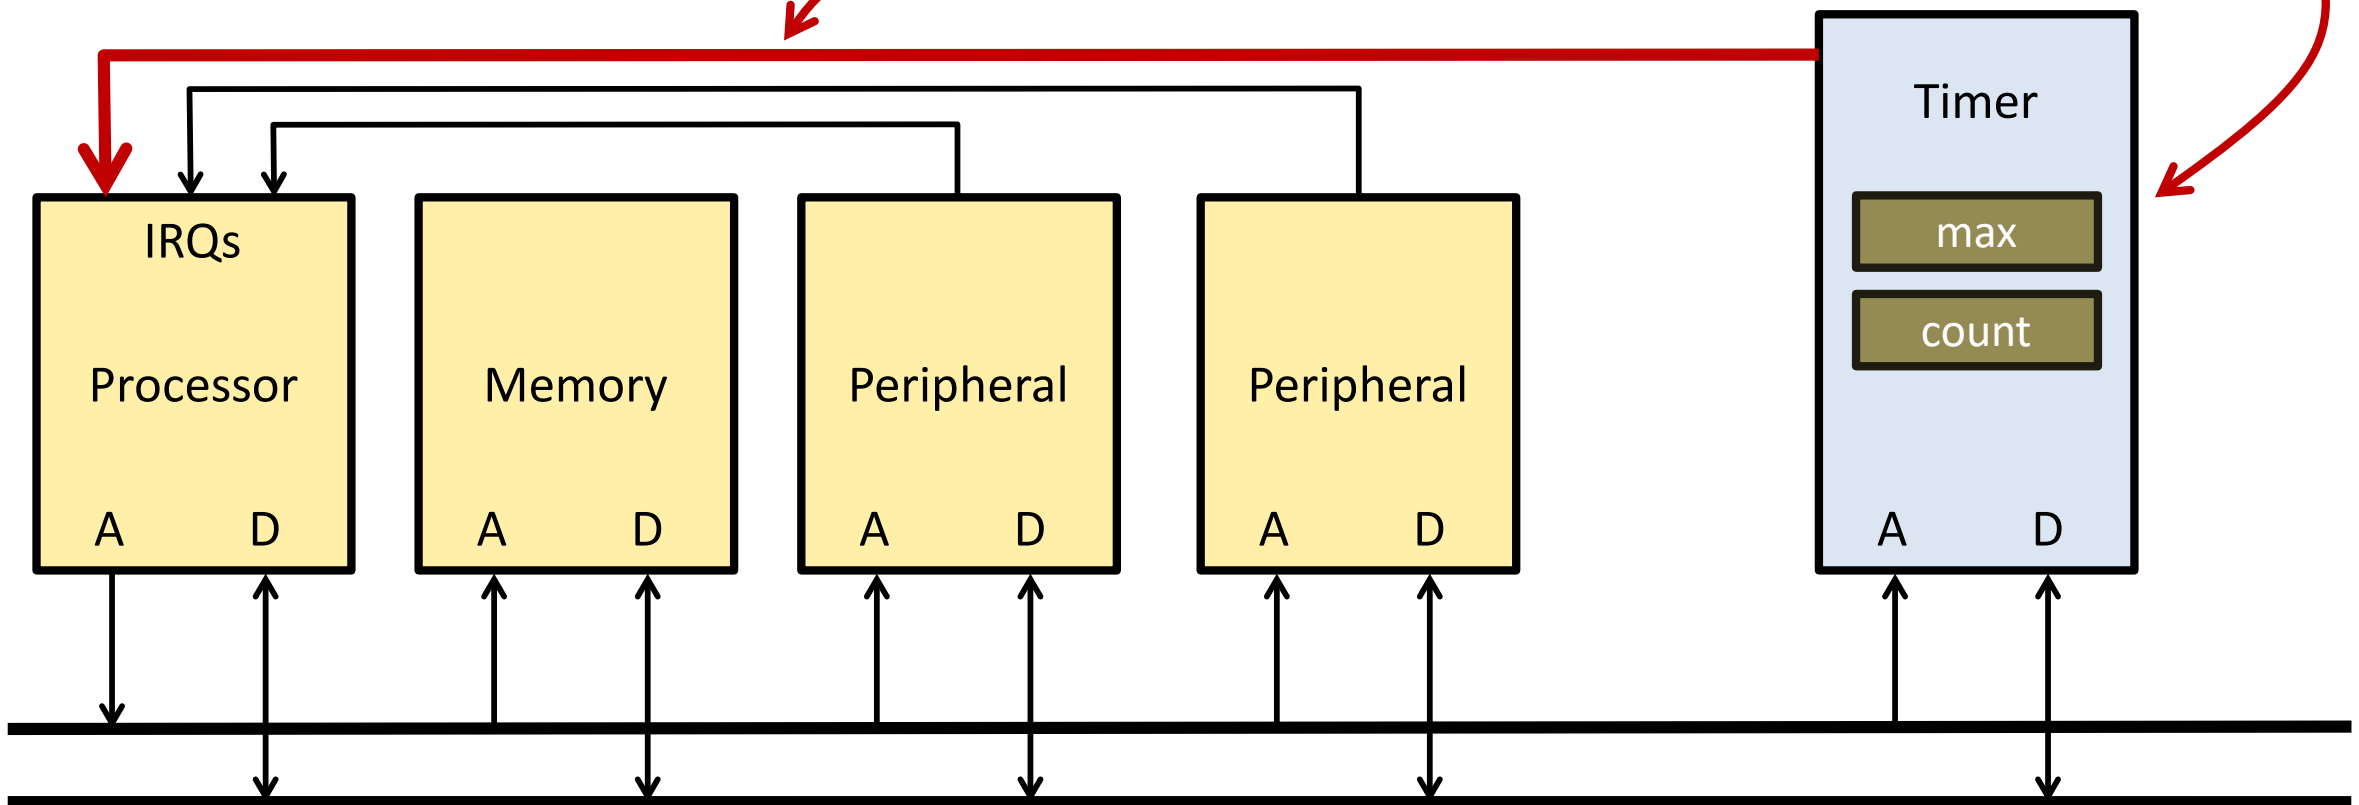 Timer
max
count
IRQs
Processor
Memory
Peripheral
Peripheral
A D
A D
A D
A D
A D